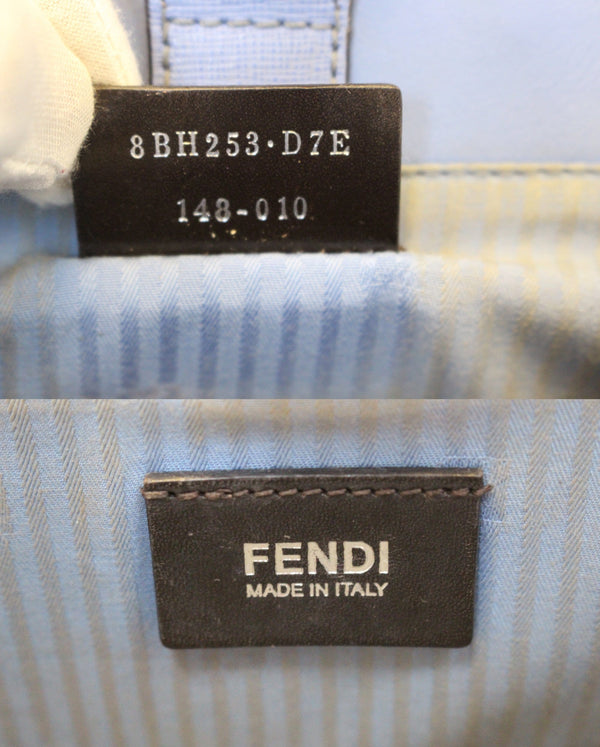 8BH253·D7E
148-010
FENDI
MADE IN ITALY